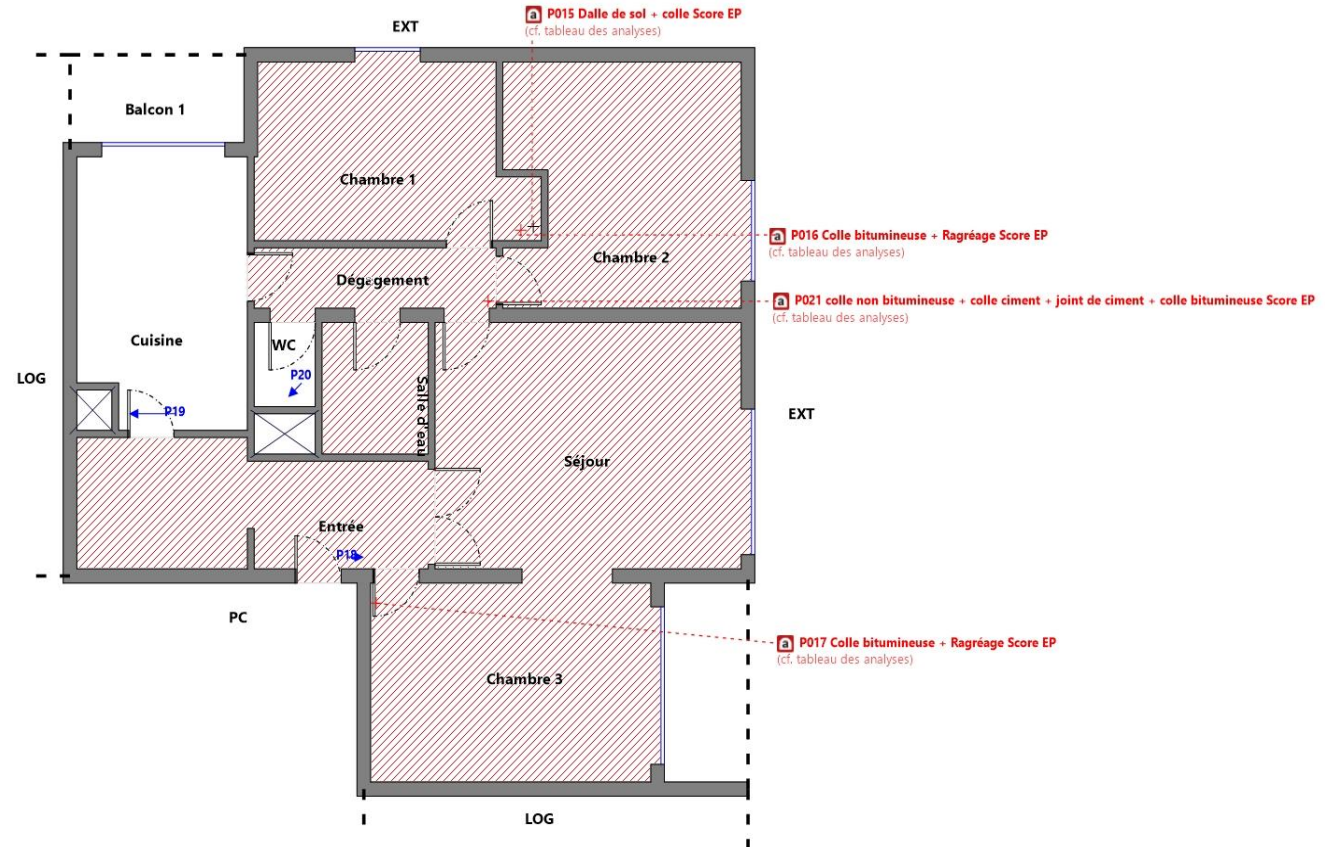 a P015 Dalle de sol + colle Score EP
(cf. tableau des analyses)
EXT
Balcon 1
Chambre 1
a P016 Colle bitumineuse + Ragréage Score EP
(cf. tableau des analyses)
Chambre 2
Dégagement
a P021 colle non bitumineuse + colle ciment + joint de ciment + colle bitumineuse Score EP
(cf. tableau des analyses)
Cuisine
WC
LOG
P20
P19
Salle d'eau
EXT
Séjour
Entrée
P18
PC
a P017 Colle bitumineuse + Ragréage Score EP
(cf. tableau des analyses)
Chambre 3
LOG